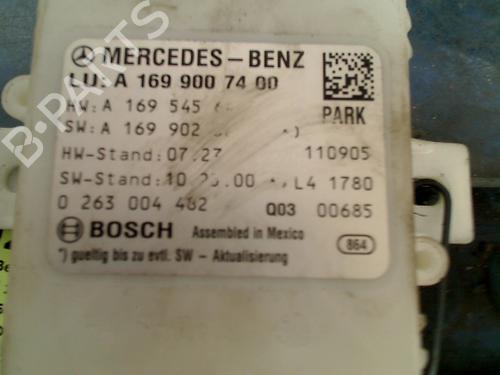 MERCEDES-BENZ
LU: A 169 900 74 00
HW: A 169 545
SW: A 169 902
PARK
HW-Stand: 07.27
110905
SW-Stand:
L4 1780
0 263 004 482
Q03
00685
BOSCH
Assembled in Mexico
864
*) gueltig bis zu evtl. SW - Aktualisierung
B-PARTS